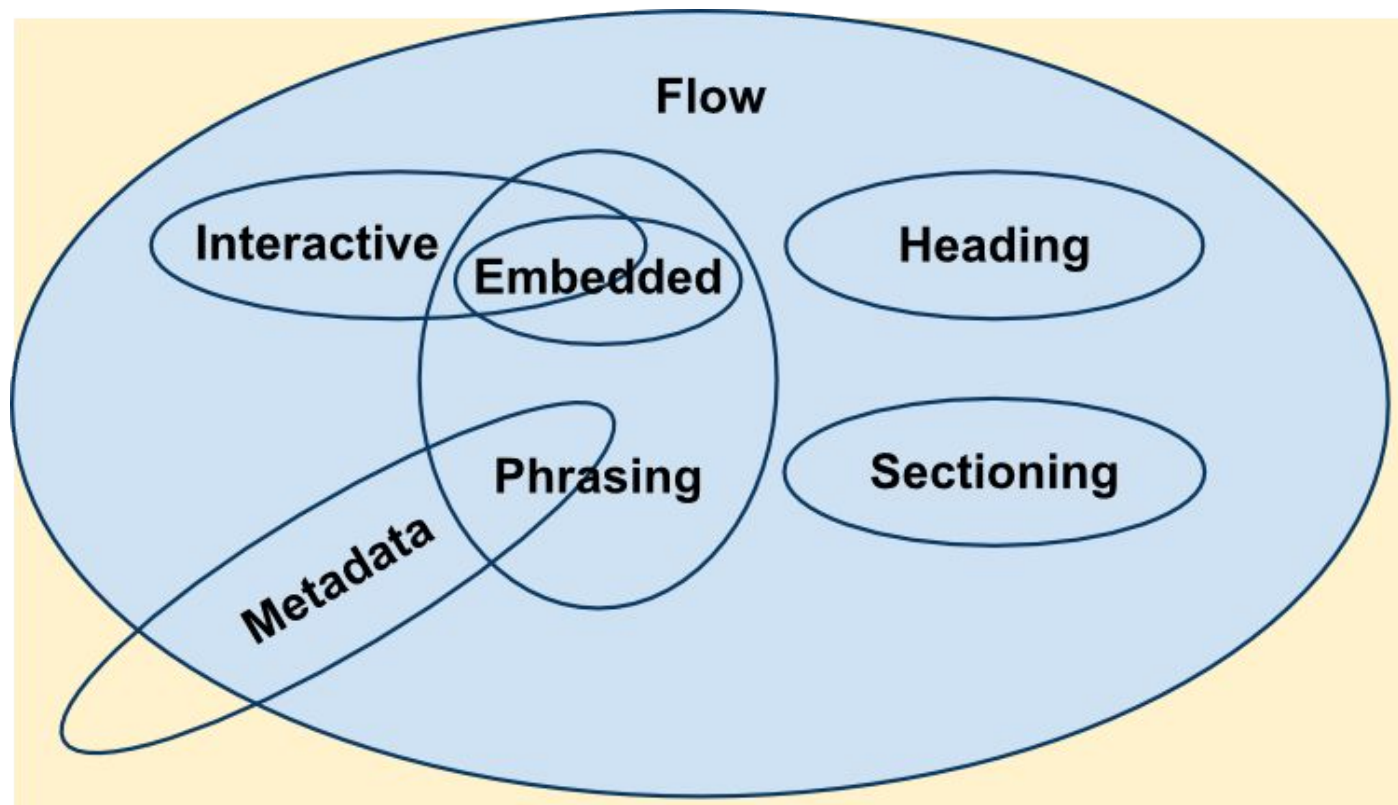 Flow
Interactive
Embedded
Heading
Phrasing
Sectioning
Metadata